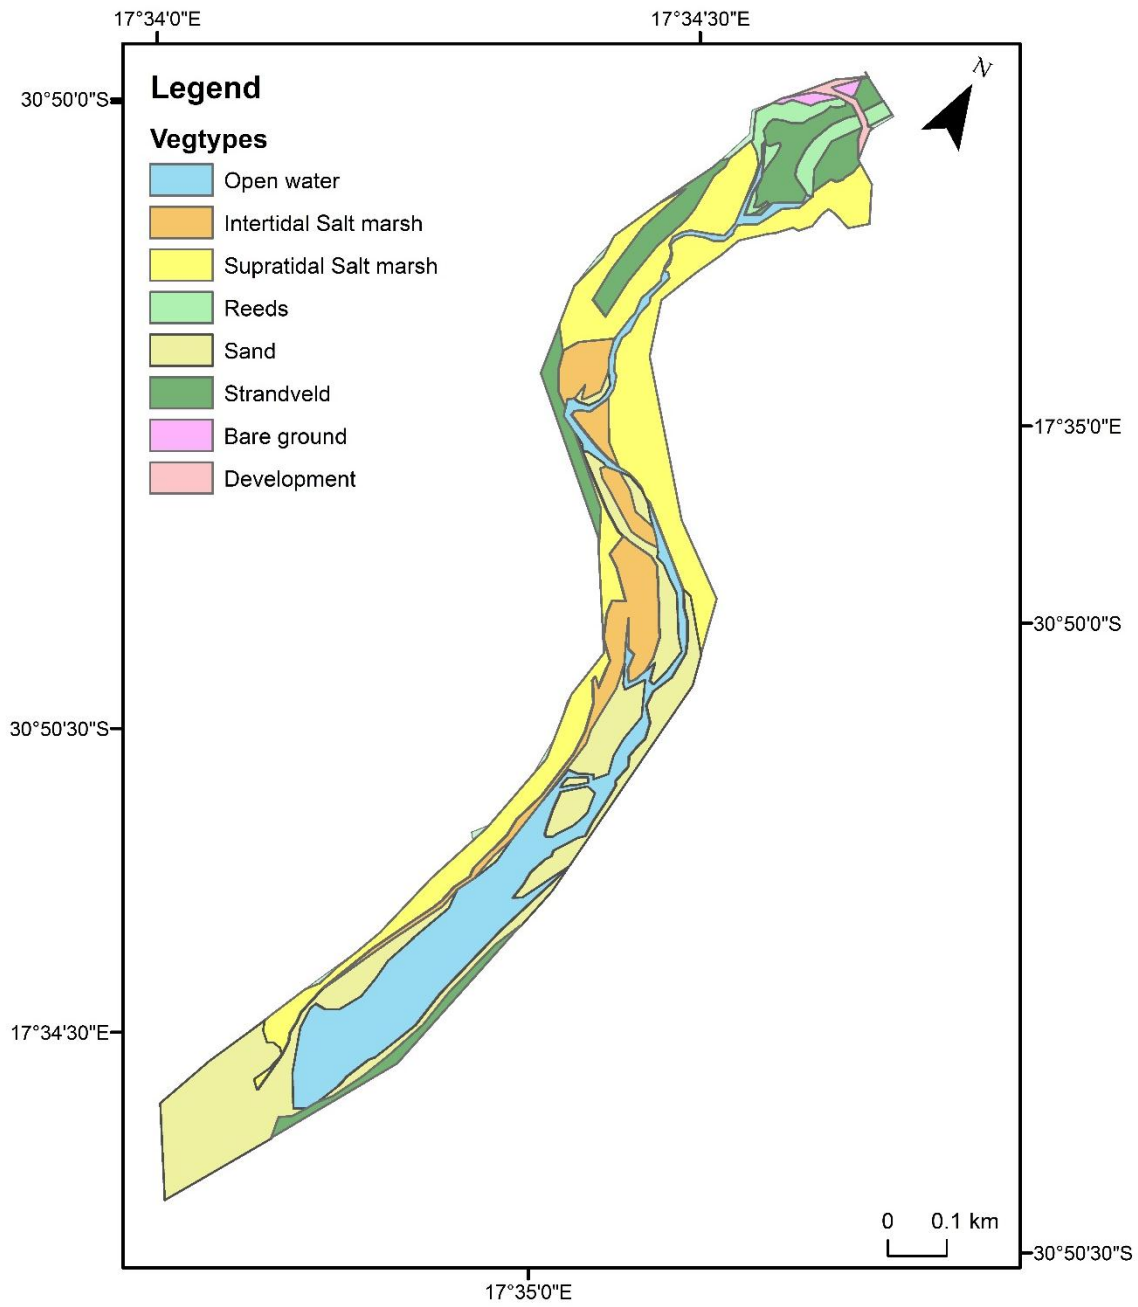 17°34'0"E 17°34'30"E
N
30°50'0"S
Legend
Vegtypes
Open water
Intertidal Salt marsh
Supratidal Salt marsh
Reeds
Sand
Strandveld
Bare ground
Development
17°35'0"E
30°50'0"S
30°50'30"S
17°34'30"E
0 0.1 km
30°50'30"S
17°35'0"E